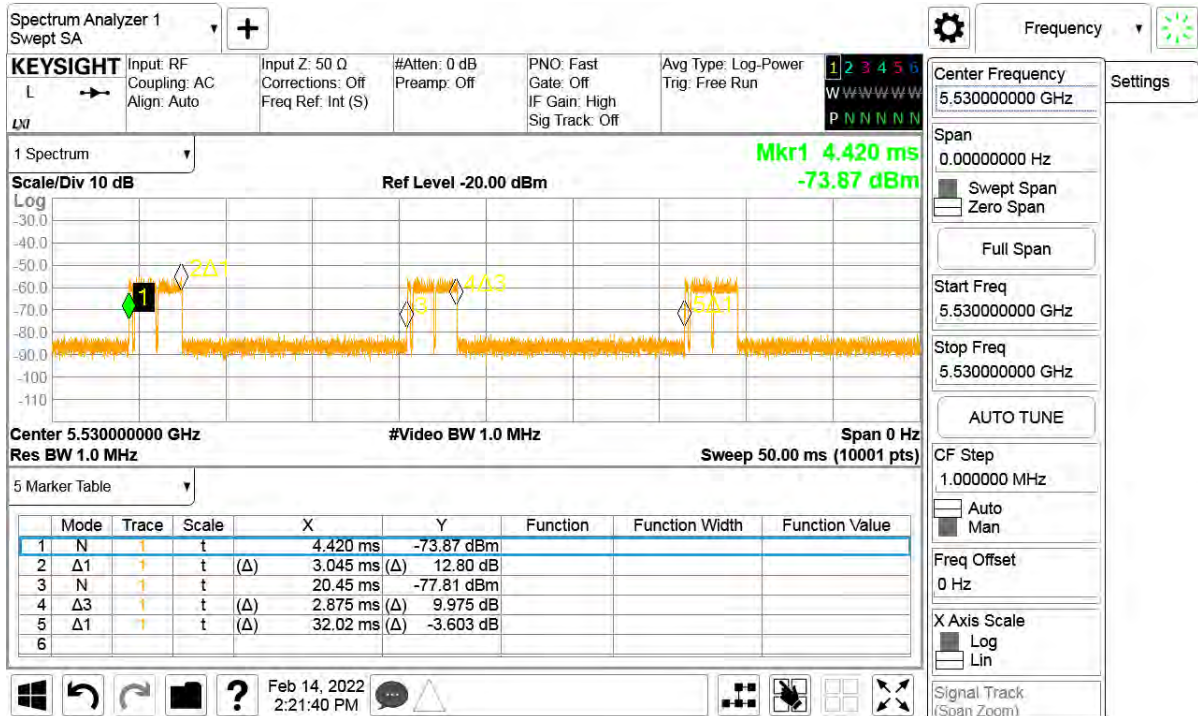 Spectrum Analyzer 1
Swept SA
Frequency
KEYSIGHT
L
LXI
Input: RF
Coupling: AC
Align: Auto
Input Z: 50 Ω
Corrections: Off
Freq Ref: Int (S)
#Atten: 0 dB
Preamp: Off
PNO: Fast
Gate: Off
IF Gain: High
Sig Track: Off
Avg Type: Log-Power
Trig: Free Run
1 2 3 4 5 6
W W W W W W
P N N N N N
Center Frequency
5.530000000 GHz
Settings
Span
0.00000000 Hz
Swept Span
Zero Span
Full Span
Start Freq
5.530000000 GHz
Stop Freq
5.530000000 GHz
AUTO TUNE
CF Step
1.000000 MHz
Auto
Man
Freq Offset
0 Hz
X Axis Scale
Log
Lin
Signal Track
(Span Zoom)
1 Spectrum
Mkr1 4.420 ms
-73.87 dBm
Scale/Div 10 dB
Ref Level -20.00 dBm
Log
-30.0
-40.0
-50.0
-60.0
-70.0
-80.0
-90.0
-100
-110
1
2Δ1
3
4Δ3
5Δ1
Center 5.530000000 GHz
#Video BW 1.0 MHz
Span 0 Hz
Res BW 1.0 MHz
Sweep 50.00 ms (10001 pts)
5 Marker Table
Mode Trace Scale X Y Function Function Width Function Value
1 N 1 t 4.420 ms -73.87 dBm
2 Δ1 1 t (Δ) 3.045 ms (Δ) 12.80 dB
3 N 1 t 20.45 ms -77.81 dBm
4 Δ3 1 t (Δ) 2.875 ms (Δ) 9.975 dB
5 Δ1 1 t (Δ) 32.02 ms (Δ) -3.603 dB
6
?
Feb 14, 2022
2:21:40 PM